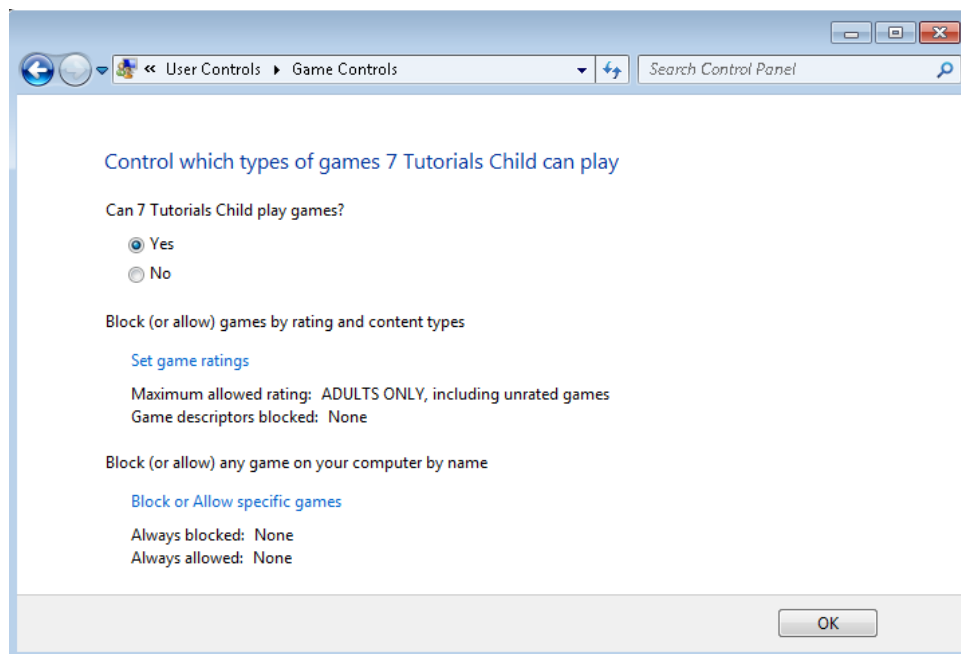 « User Controls ▸ Game Controls
Search Control Panel
Control which types of games 7 Tutorials Child can play
Can 7 Tutorials Child play games?
Yes
No
Block (or allow) games by rating and content types
Set game ratings
Maximum allowed rating: ADULTS ONLY, including unrated games
Game descriptors blocked: None
Block (or allow) any game on your computer by name
Block or Allow specific games
Always blocked: None
Always allowed: None
OK